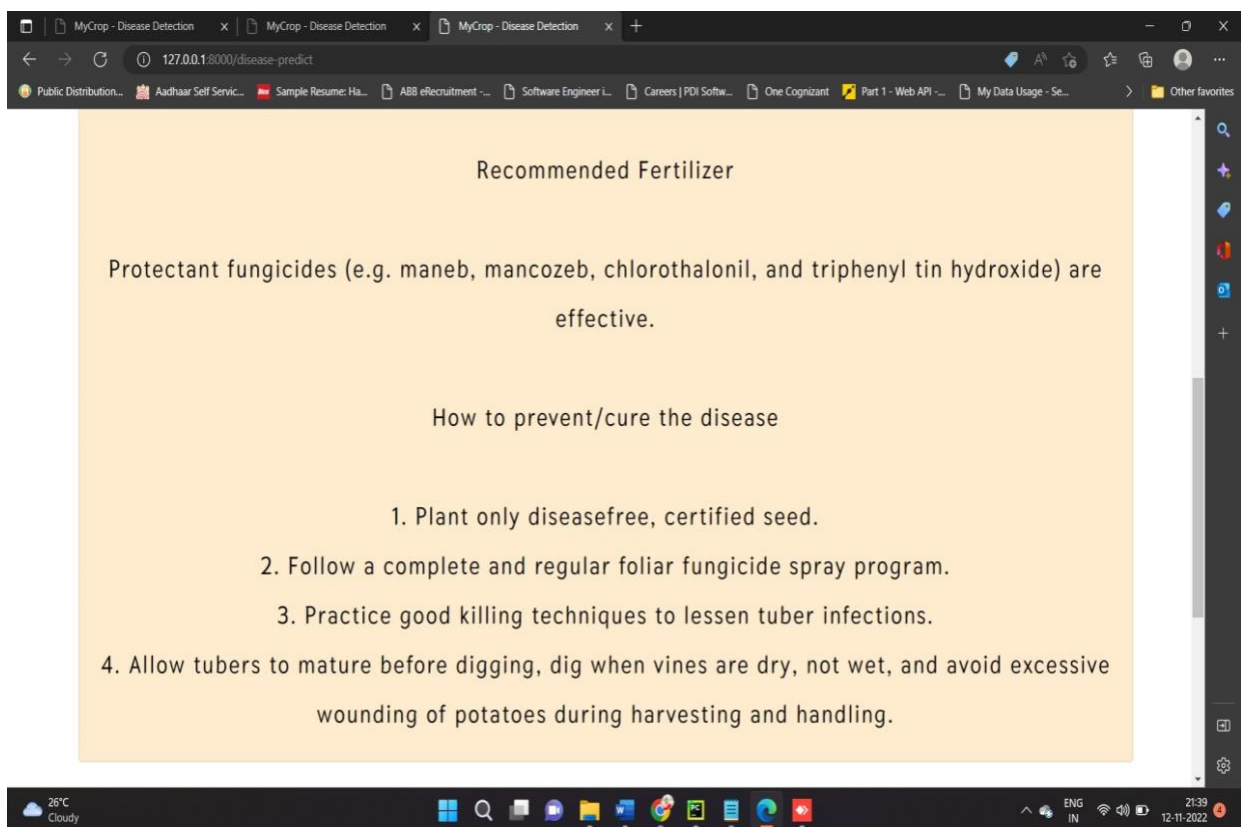 MyCrop - Disease Detection
MyCrop - Disease Detection
MyCrop - Disease Detection
127.0.0.1:8000/disease-predict
Public Distribution...
Aadhaar Self Servic...
Sample Resume: Ha...
ABB eRecruitment -...
Software Engineer i...
Careers | PDI Softw...
One Cognizant
Part 1 - Web API -...
My Data Usage - Se...
Other favorites
Recommended Fertilizer
Protectant fungicides (e.g. maneb, mancozeb, chlorothalonil, and triphenyl tin hydroxide) are
effective.
How to prevent/cure the disease
1. Plant only diseasefree, certified seed.
2. Follow a complete and regular foliar fungicide spray program.
3. Practice good killing techniques to lessen tuber infections.
4. Allow tubers to mature before digging, dig when vines are dry, not wet, and avoid excessive
wounding of potatoes during harvesting and handling.
26°C
Cloudy
ENG
IN
21:39
12-11-2022
4